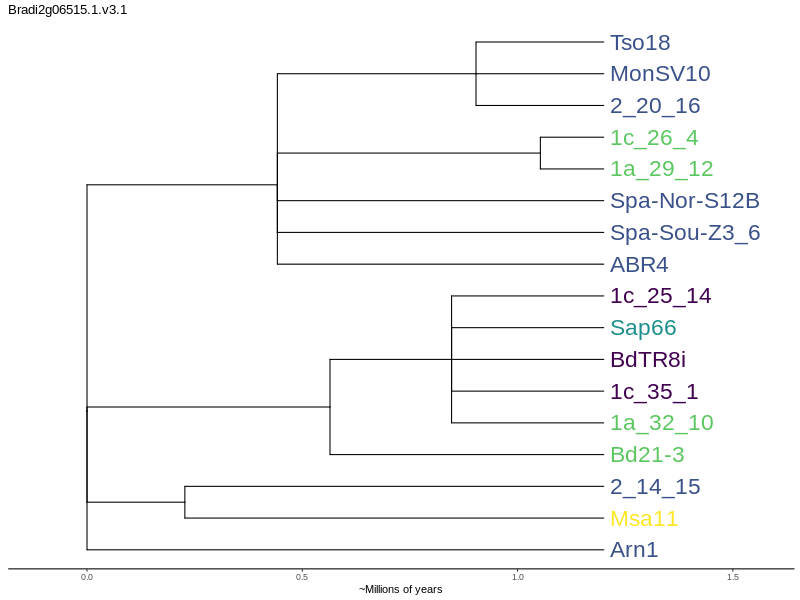 Bradi2g06515.1.v3.1
Tso18
MonSV10
2_20_16
1c_26_4
1a_29_12
Spa-Nor-S12B
Spa-Sou-Z3_6
ABR4
1c_25_14
Sap66
BdTR8i
1c_35_1
1a_32_10
Bd21-3
2_14_15
Msa11
Arn1
0.0 0.5 1.0 1.5
~Millions of years